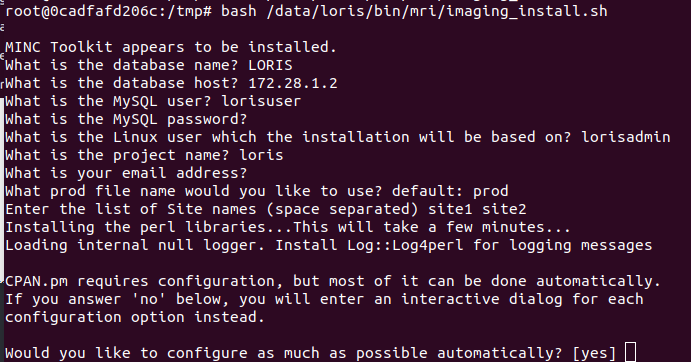 root@0cadfafd206c:/tmp# bash /data/loris/bin/mri/imaging_install.sh
MINC Toolkit appears to be installed.
What is the database name? LORIS
What is the database host? 172.28.1.2
What is the MySQL user? lorisuser
What is the MySQL password?
What is the Linux user which the installation will be based on? lorisadmin
What is the project name? loris
What is your email address?
What prod file name would you like to use? default: prod
Enter the list of Site names (space separated) site1 site2
Installing the perl libraries...This will take a few minutes...
Loading internal null logger. Install Log::Log4perl for logging messages
CPAN.pm requires configuration, but most of it can be done automatically.
If you answer 'no' below, you will enter an interactive dialog for each
configuration option instead.
Would you like to configure as much as possible automatically? [yes]